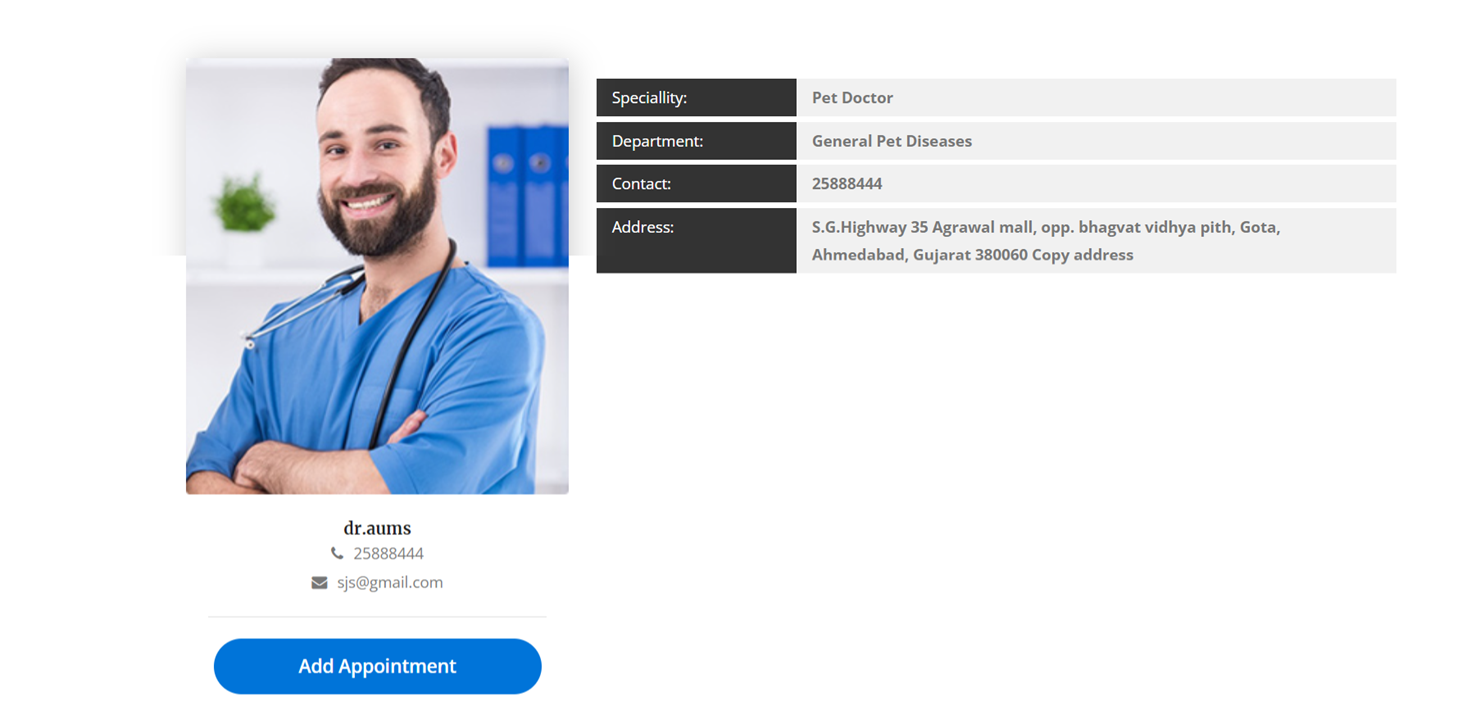 Speciallity:
Pet Doctor
Department:
General Pet Diseases
Contact:
25888444
Address:
S.G.Highway 35 Agrawal mall, opp. bhagvat vidhya pith, Gota,
Ahmedabad, Gujarat 380060 Copy address
dr.aums
25888444
sjs@gmail.com
Add Appointment